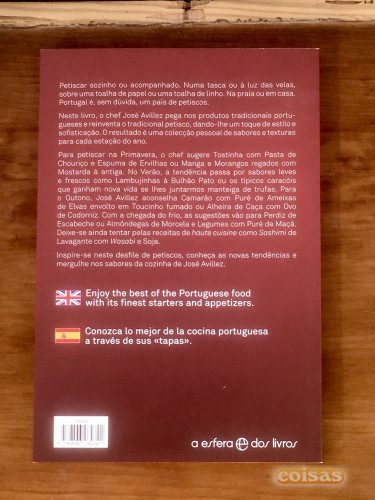 Petiscar sozinho ou acompanhado. Numa tasca ou à luz das velas,
sobre uma toalha de papel ou uma toalha de linho. Na praia ou em casa.
Portugal é, sem dúvida, um país de petiscos.
Neste livro, o chef José Avillez pega nos produtos tradicionais portu-
gueses e reinventa o tradicional petisco, dando-lhe um toque de estilo e
sofisticação. O resultado é uma colecção pessoal de sabores e texturas
para cada estação do ano.
Para petiscar na Primavera, o chef sugere Tostinha com Pasta de
Chouriço e Espuma de Ervilhas ou Manga e Morangos regados com
Mostarda à antiga. No Verão, a tendência passa por sabores leves
e frescos como Lambujinhas à Bulhão Pato ou os típicos caracóis
que ganham nova vida se lhes juntarmos manteiga de trufas. Para
o Outono, José Avillez aconselha Camarão com Puré de Ameixas
de Elvas envolto em Toucinho fumado ou Alheira de Caça com Ovo
de Codorniz. Com a chegada do frio, as sugestões vão para Perdiz de
Escabeche ou Almôndegas de Morcela e Legumes com Puré de Maçã.
Deixe-se ainda tentar pelas receitas de haute cuisine como Sashimi de
Lavagante com Wasabi e Soja.
Inspire-se neste desfile de petiscos, conheça as novas tendências e
mergulhe nos sabores da cozinha de José Avillez.
Enjoy the best of the Portuguese food
with its finest starters and appetizers.
Conozca lo mejor de la cocina portuguesa
a través de sus «tapas».
a esfera dos livros
coisas